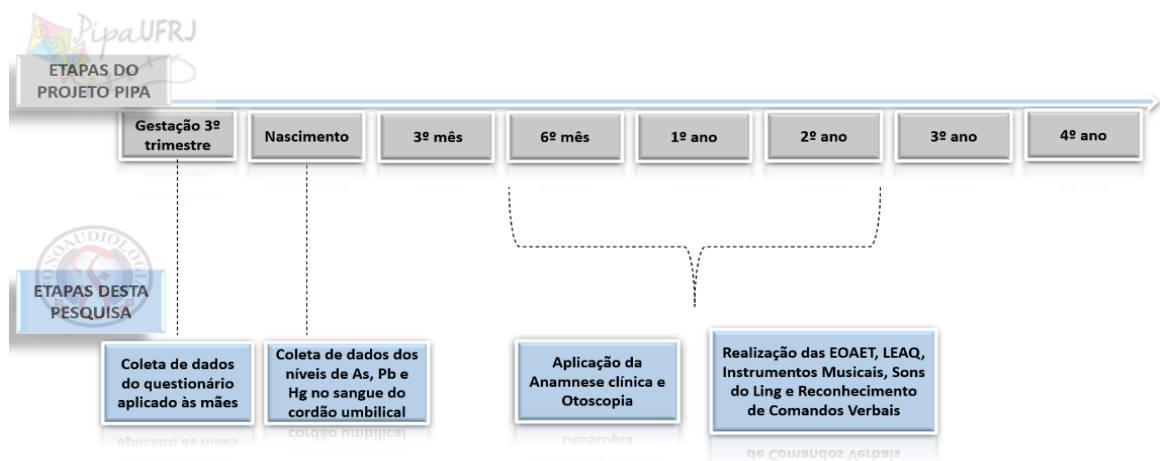 PipaUFRJ
ETAPAS DO
PROJETO PIPA
Gestação 3º
trimestre
Nascimento
3º mês
6º mês
1º ano
2º ano
3º ano
4º ano
FONOAUDIOLOGIA
ETAPAS DESTA
PESQUISA
Coleta de dados
do questionário
aplicado às mães
Coleta de dados dos
níveis de As, Pb e
Hg no sangue do
cordão umbilical
Aplicação da
Anamnese clínica e
Otoscopia
Realização das EOAET, LEAQ,
Instrumentos Musicais, Sons
do Ling e Reconhecimento
de Comandos Verbais